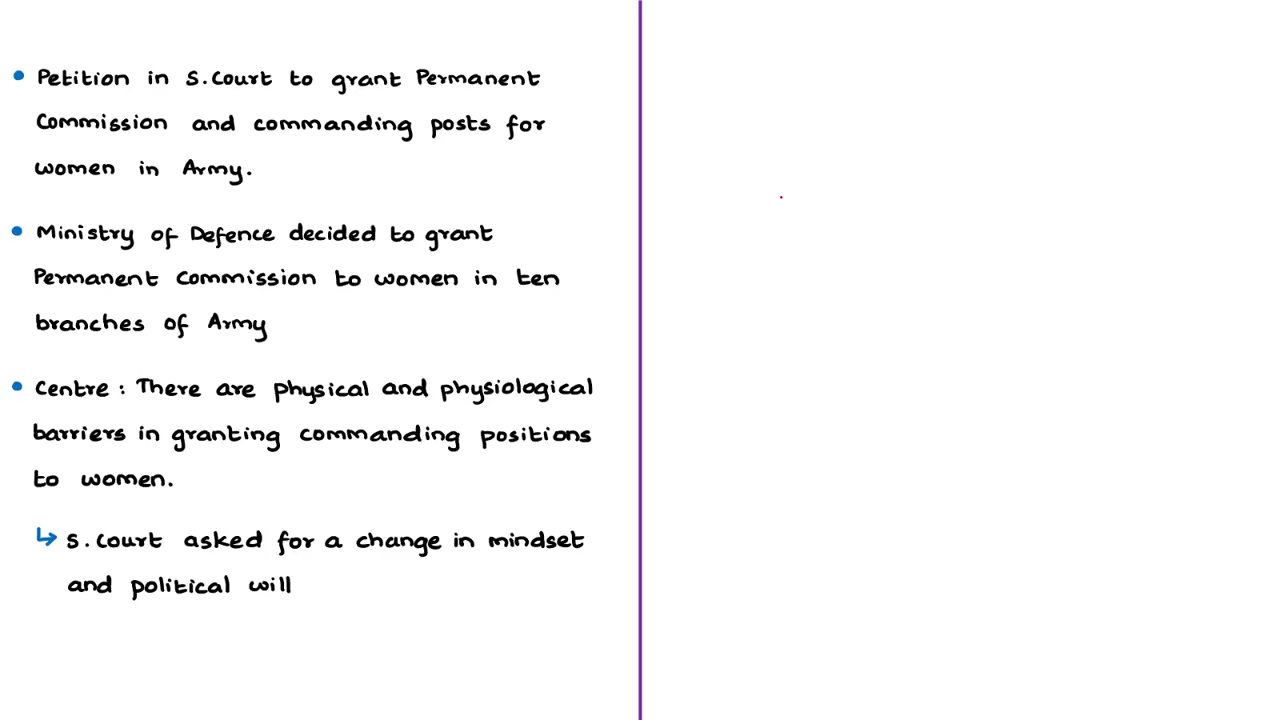 • Petition in S.Court to grant Permanent
Commission and commanding posts for
women in Army.
• Ministry of Defence decided to grant
Permanent Commission to women in ten
branches of Army
• Centre : There are physical and physiological
barriers in granting commanding positions
to women.
↳ S.Court asked for a change in mindset
and political will